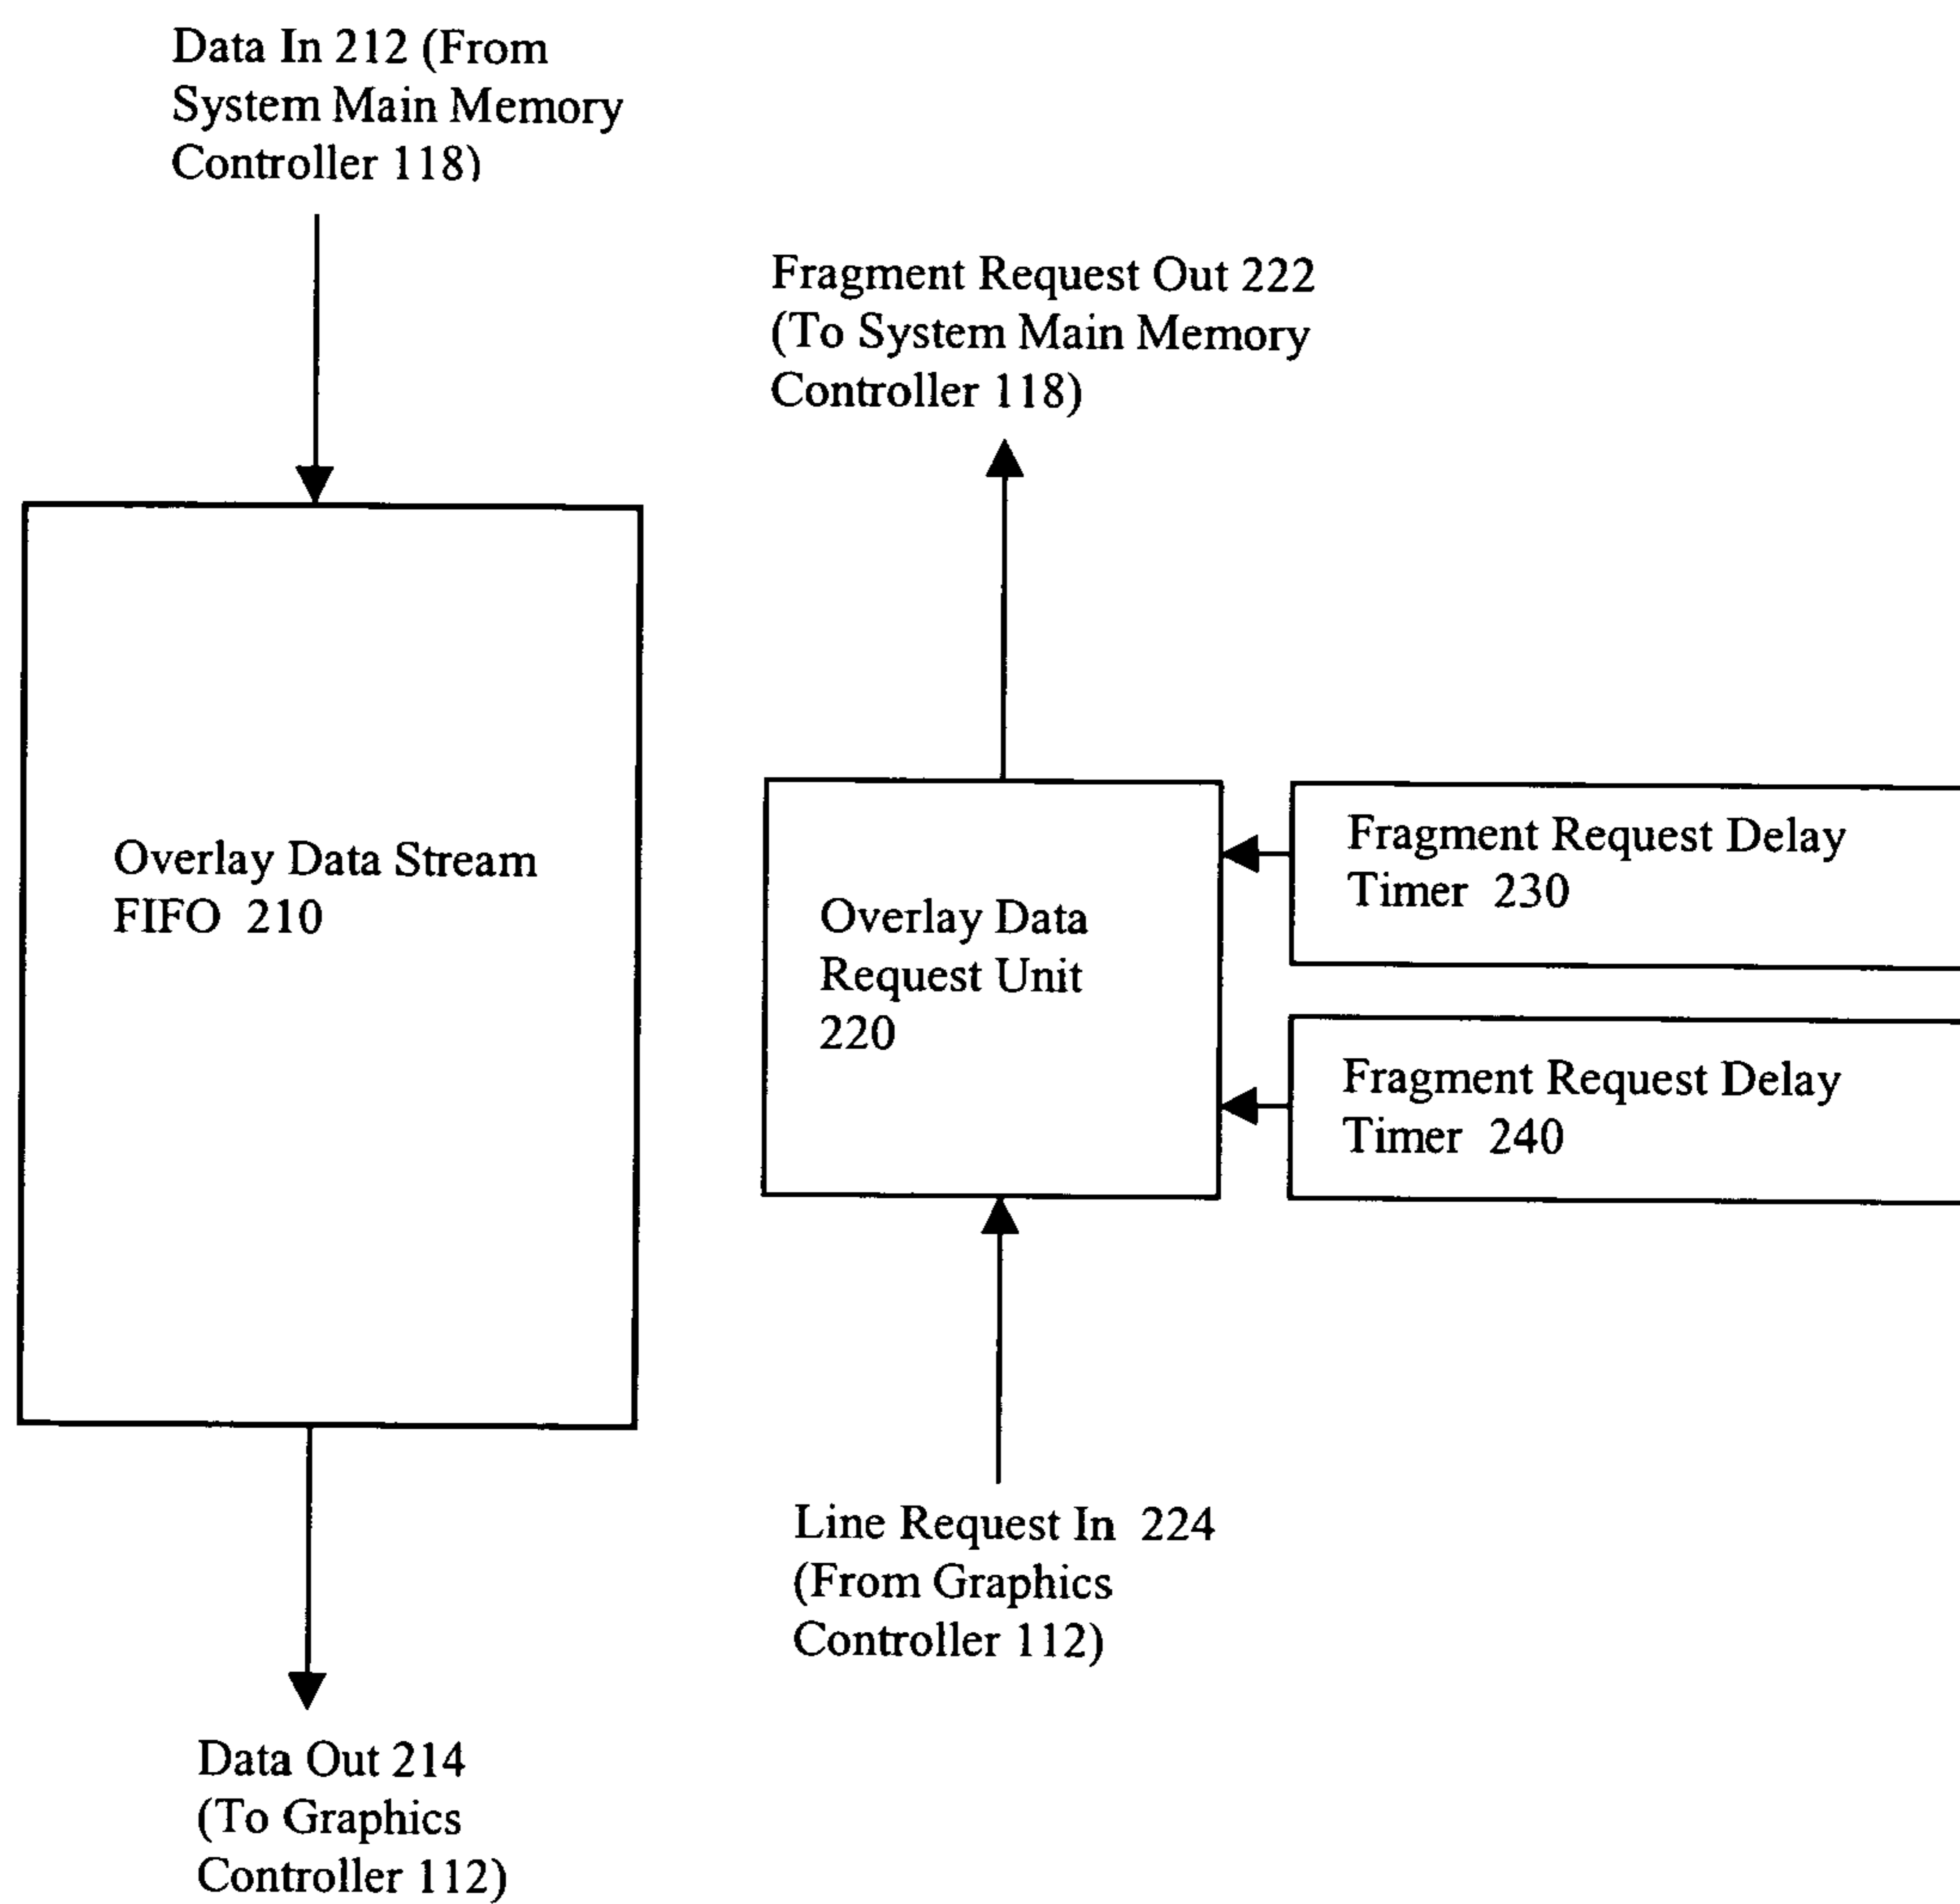 Data In 212 (From
System Main Memory
Controller 118)
Fragment Request Out 222
(To System Main Memory
Controller 118)
Overlay Data Stream
FIFO 210
Overlay Data
Request Unit
220
Fragment Request Delay
Timer 230
Fragment Request Delay
Timer 240
Line Request In 224
(From Graphics
Controller 112)
Data Out 214
(To Graphics
Controller 112)